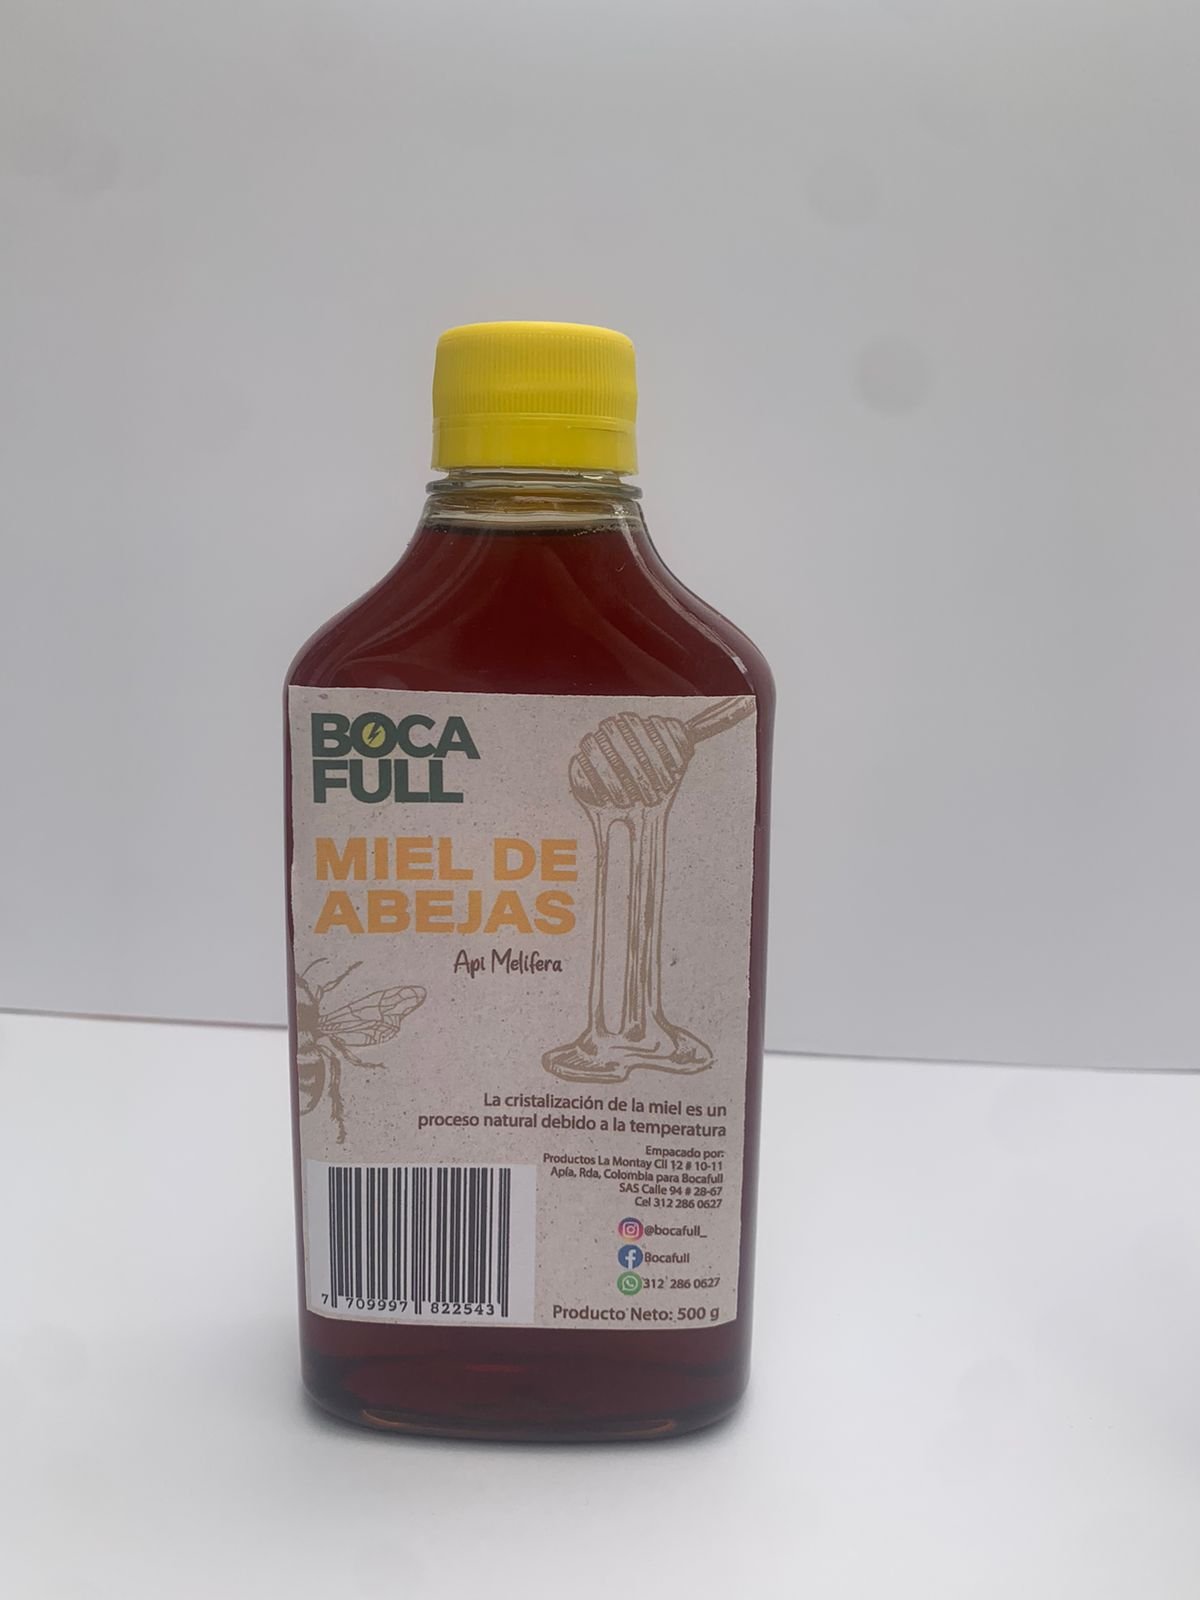 BOCA
FULL
MIEL DE
ABEJAS
Api Melifera
La cristalización de la miel es un
proceso natural debido a la temperatura
Empacado por:
Productos La Montay Cll 12 # 10-11
Apía, Rda, Colombia para Bocafull
SAS Calle 94 # 28-67
Cel 312 286 0627
@bocafull_
Bocafull
312 286 0627
7 709997 822543
Producto Neto: 500 g